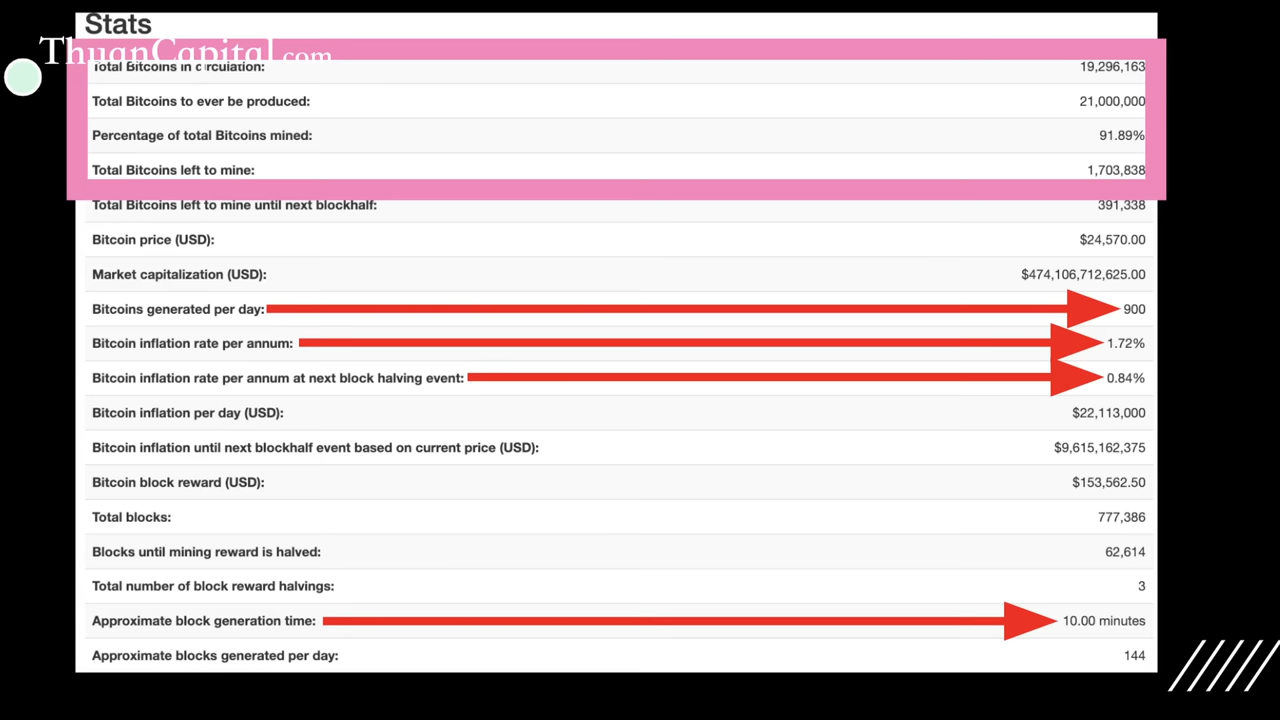 Stats
ThuanCapital.com
Total Bitcoins in circulation: 19,296,163
Total Bitcoins to ever be produced: 21,000,000
Percentage of total Bitcoins mined: 91.89%
Total Bitcoins left to mine: 1,703,838
Total Bitcoins left to mine until next blockhalf: 391,338
Bitcoin price (USD): $24,570.00
Market capitalization (USD): $474,106,712,625.00
Bitcoins generated per day: 900
Bitcoin inflation rate per annum: 1.72%
Bitcoin inflation rate per annum at next block halving event: 0.84%
Bitcoin inflation per day (USD): $22,113,000
Bitcoin inflation until next blockhalf event based on current price (USD): $9,615,162,375
Bitcoin block reward (USD): $153,562.50
Total blocks: 777,386
Blocks until mining reward is halved: 62,614
Total number of block reward halvings: 3
Approximate block generation time: 10.00 minutes
Approximate blocks generated per day: 144